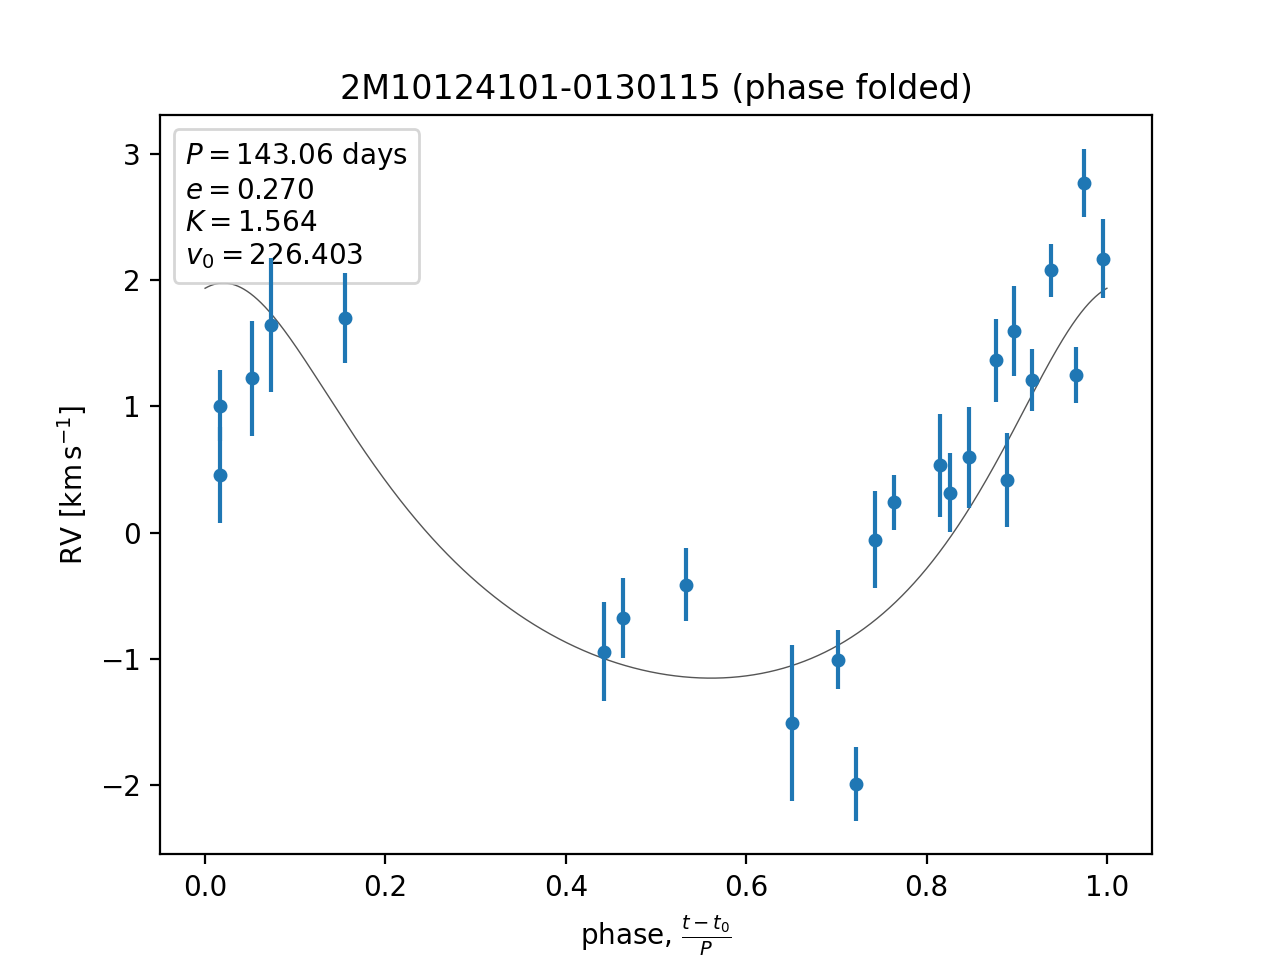 2M10124101-0130115 (phase folded)
P = 143.06 days
e = 0.270
K = 1.564
v₀ = 226.403
3
2
1
0
−1
−2
RV [km s⁻¹]
0.0 0.2 0.4 0.6 0.8 1.0
phase, (t − t₀)/P